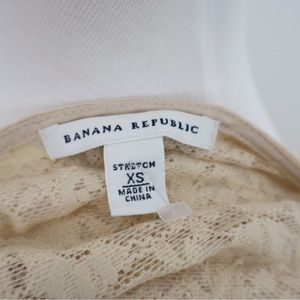 BANANA REPUBLIC
STRETCH
XS
MADE IN
CHINA